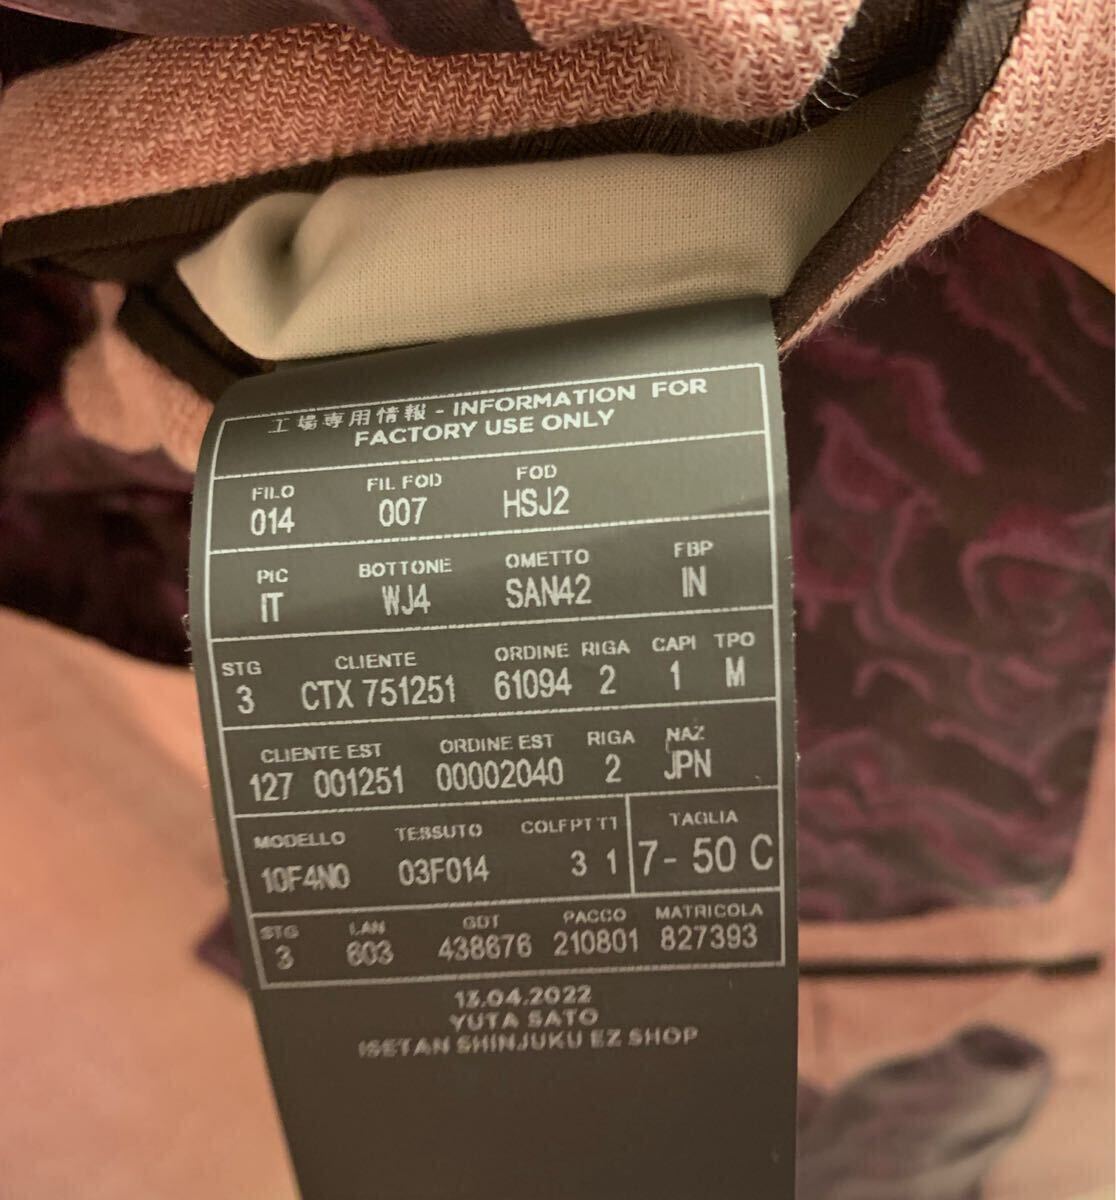 工場専用情報 - INFORMATION FOR
FACTORY USE ONLY
FILO FIL FOD FOD
014 007 HSJ2
PIC BOTTONE OMETTO FBP
IT WJ4 SAN42 IN
STG CLIENTE ORDINE RIGA CAPI TPO
3 CTX 751251 61094 2 1 M
CLIENTE EST ORDINE EST RIGA NAZ
127 001251 00002040 2 JPN
MODELLO TESSUTO COLFPT T1 TAGLIA
10F4N0 03F014 3 1 7- 50 C
STG LAN GDT PACCO MATRICOLA
3 603 438676 210801 827393
13.04.2022
YUTA SATO
ISETAN SHINJUKU EZ SHOP